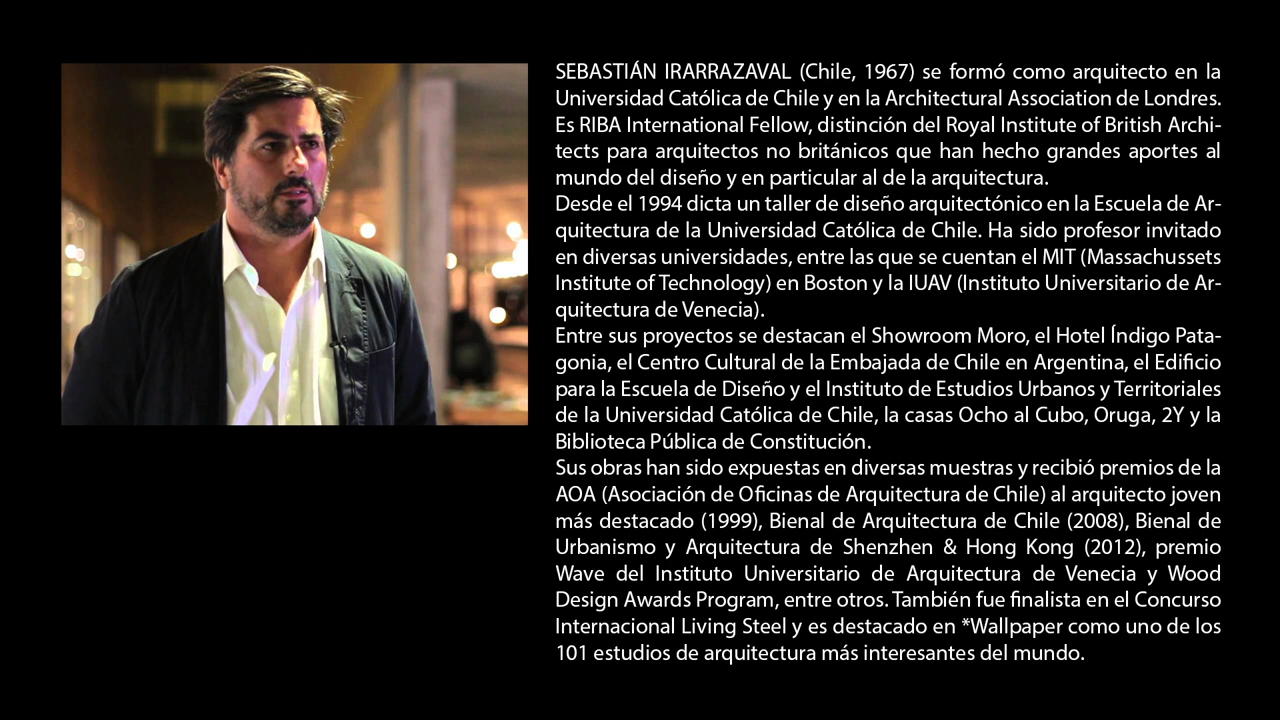 SEBASTIÁN IRARRAZAVAL (Chile, 1967) se formó como arquitecto en la
Universidad Católica de Chile y en la Architectural Association de Londres.
Es RIBA International Fellow, distinción del Royal Institute of British Archi-
tects para arquitectos no británicos que han hecho grandes aportes al
mundo del diseño y en particular al de la arquitectura.
Desde el 1994 dicta un taller de diseño arquitectónico en la Escuela de Ar-
quitectura de la Universidad Católica de Chile. Ha sido profesor invitado
en diversas universidades, entre las que se cuentan el MIT (Massachussets
Institute of Technology) en Boston y la IUAV (Instituto Universitario de Ar-
quitectura de Venecia).
Entre sus proyectos se destacan el Showroom Moro, el Hotel Índigo Pata-
gonia, el Centro Cultural de la Embajada de Chile en Argentina, el Edificio
para la Escuela de Diseño y el Instituto de Estudios Urbanos y Territoriales
de la Universidad Católica de Chile, la casas Ocho al Cubo, Oruga, 2Y y la
Biblioteca Pública de Constitución.
Sus obras han sido expuestas en diversas muestras y recibió premios de la
AOA (Asociación de Oficinas de Arquitectura de Chile) al arquitecto joven
más destacado (1999), Bienal de Arquitectura de Chile (2008), Bienal de
Urbanismo y Arquitectura de Shenzhen & Hong Kong (2012), premio
Wave del Instituto Universitario de Arquitectura de Venecia y Wood
Design Awards Program, entre otros. También fue finalista en el Concurso
Internacional Living Steel y es destacado en *Wallpaper como uno de los
101 estudios de arquitectura más interesantes del mundo.